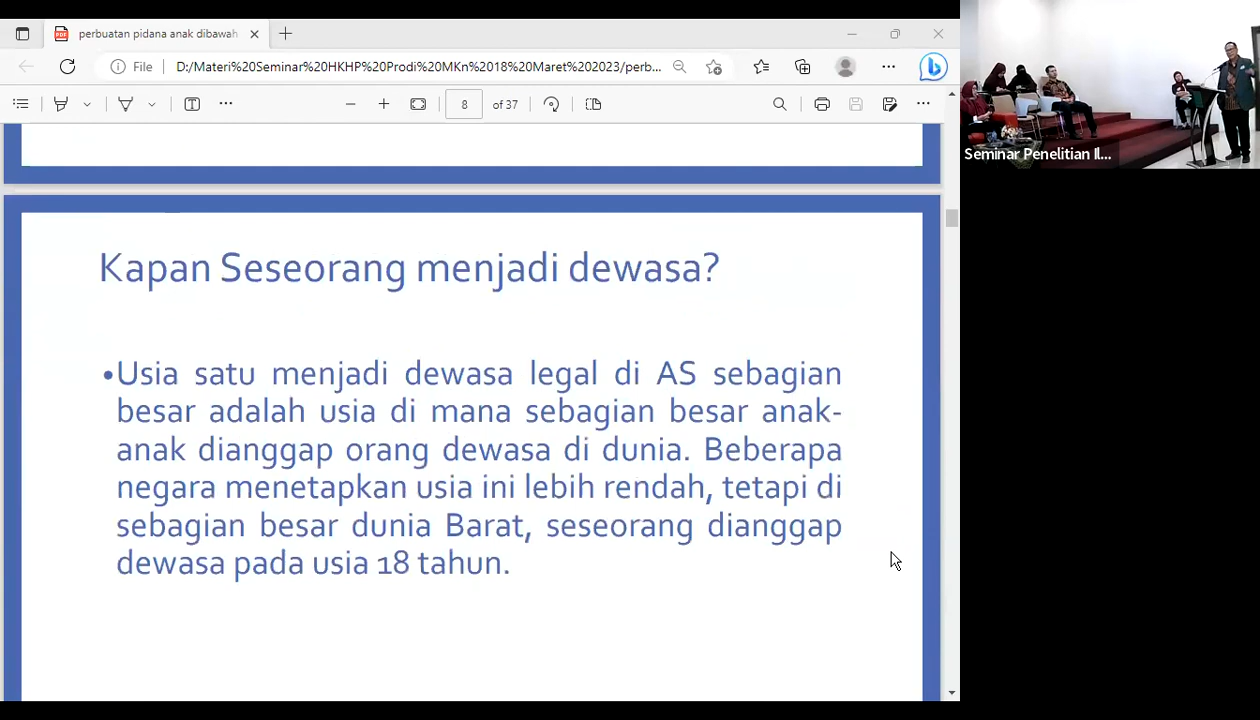 perbuatan pidana anak dibawah
File
D:/Materi%20Seminar%20HKHP%20Prodi%20MKn%2018%20Maret%202023/perb...
8 of 37
Seminar Penelitian Il...
Kapan Seseorang menjadi dewasa?
•Usia satu menjadi dewasa legal di AS sebagian
besar adalah usia di mana sebagian besar anak-
anak dianggap orang dewasa di dunia. Beberapa
negara menetapkan usia ini lebih rendah, tetapi di
sebagian besar dunia Barat, seseorang dianggap
dewasa pada usia 18 tahun.